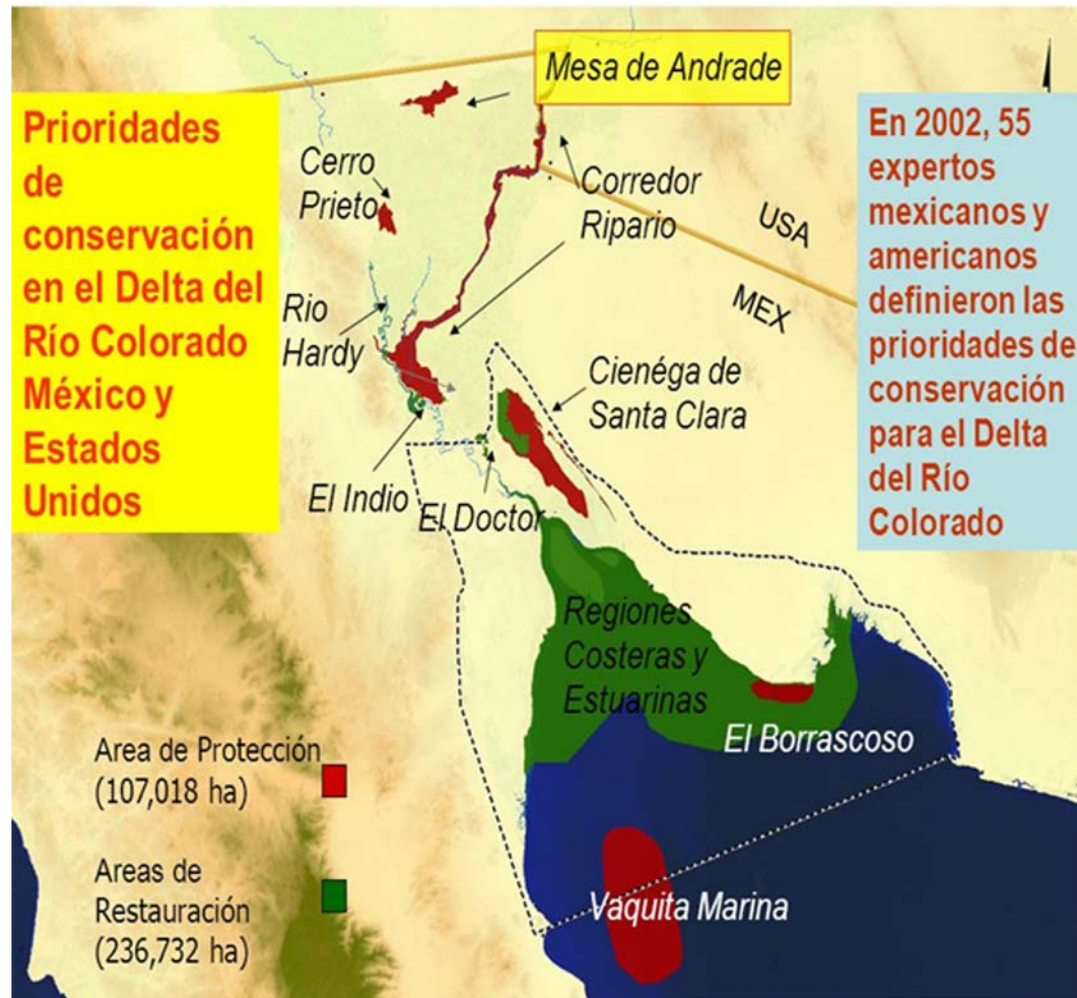 Mesa de Andrade
Prioridades
de
conservación
en el Delta del
Río Colorado
México y
Estados
Unidos
En 2002, 55
expertos
mexicanos y
americanos
definieron las
prioridades de
conservación
para el Delta
del Río
Colorado
Cerro
Prieto
Corredor
Ripario
USA
MEX
Rio
Hardy
Cienéga de
Santa Clara
El Indio
El Doctor
Regiones
Costeras y
Estuarinas
El Borrascoso
Vaquita Marina
Area de Protección
(107,018 ha)
Areas de
Restauración
(236,732 ha)